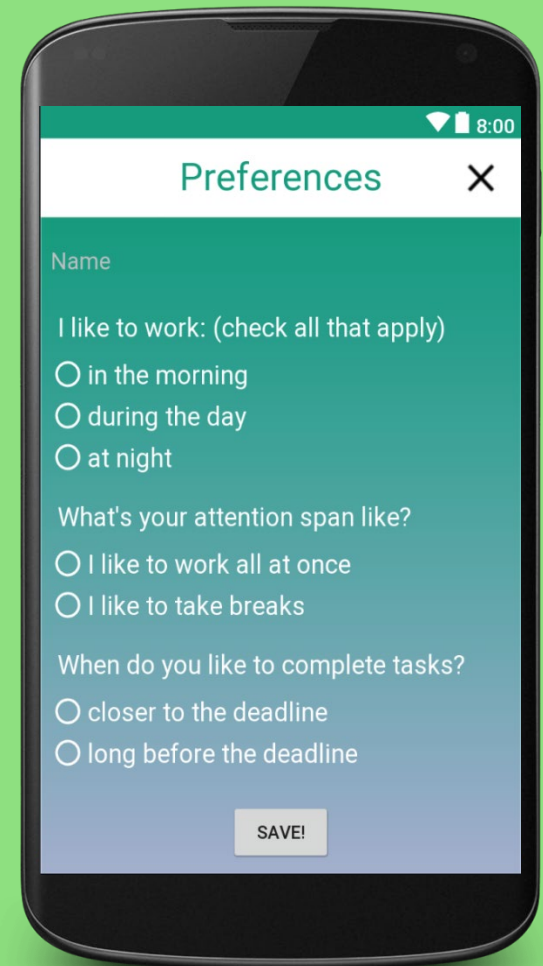 8:00
Preferences
Name
I like to work: (check all that apply)
in the morning
during the day
at night
What's your attention span like?
I like to work all at once
I like to take breaks
When do you like to complete tasks?
closer to the deadline
long before the deadline
SAVE!